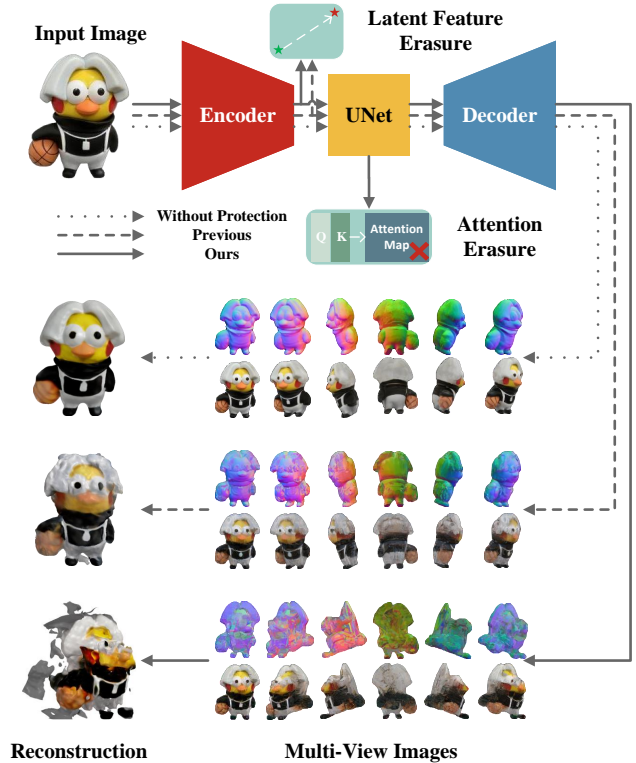 Input Image
Latent Feature
Erasure
Encoder
UNet
Decoder
Without Protection
Previous
Ours
Q K
Attention
Map
Attention
Erasure
Reconstruction
Multi-View Images